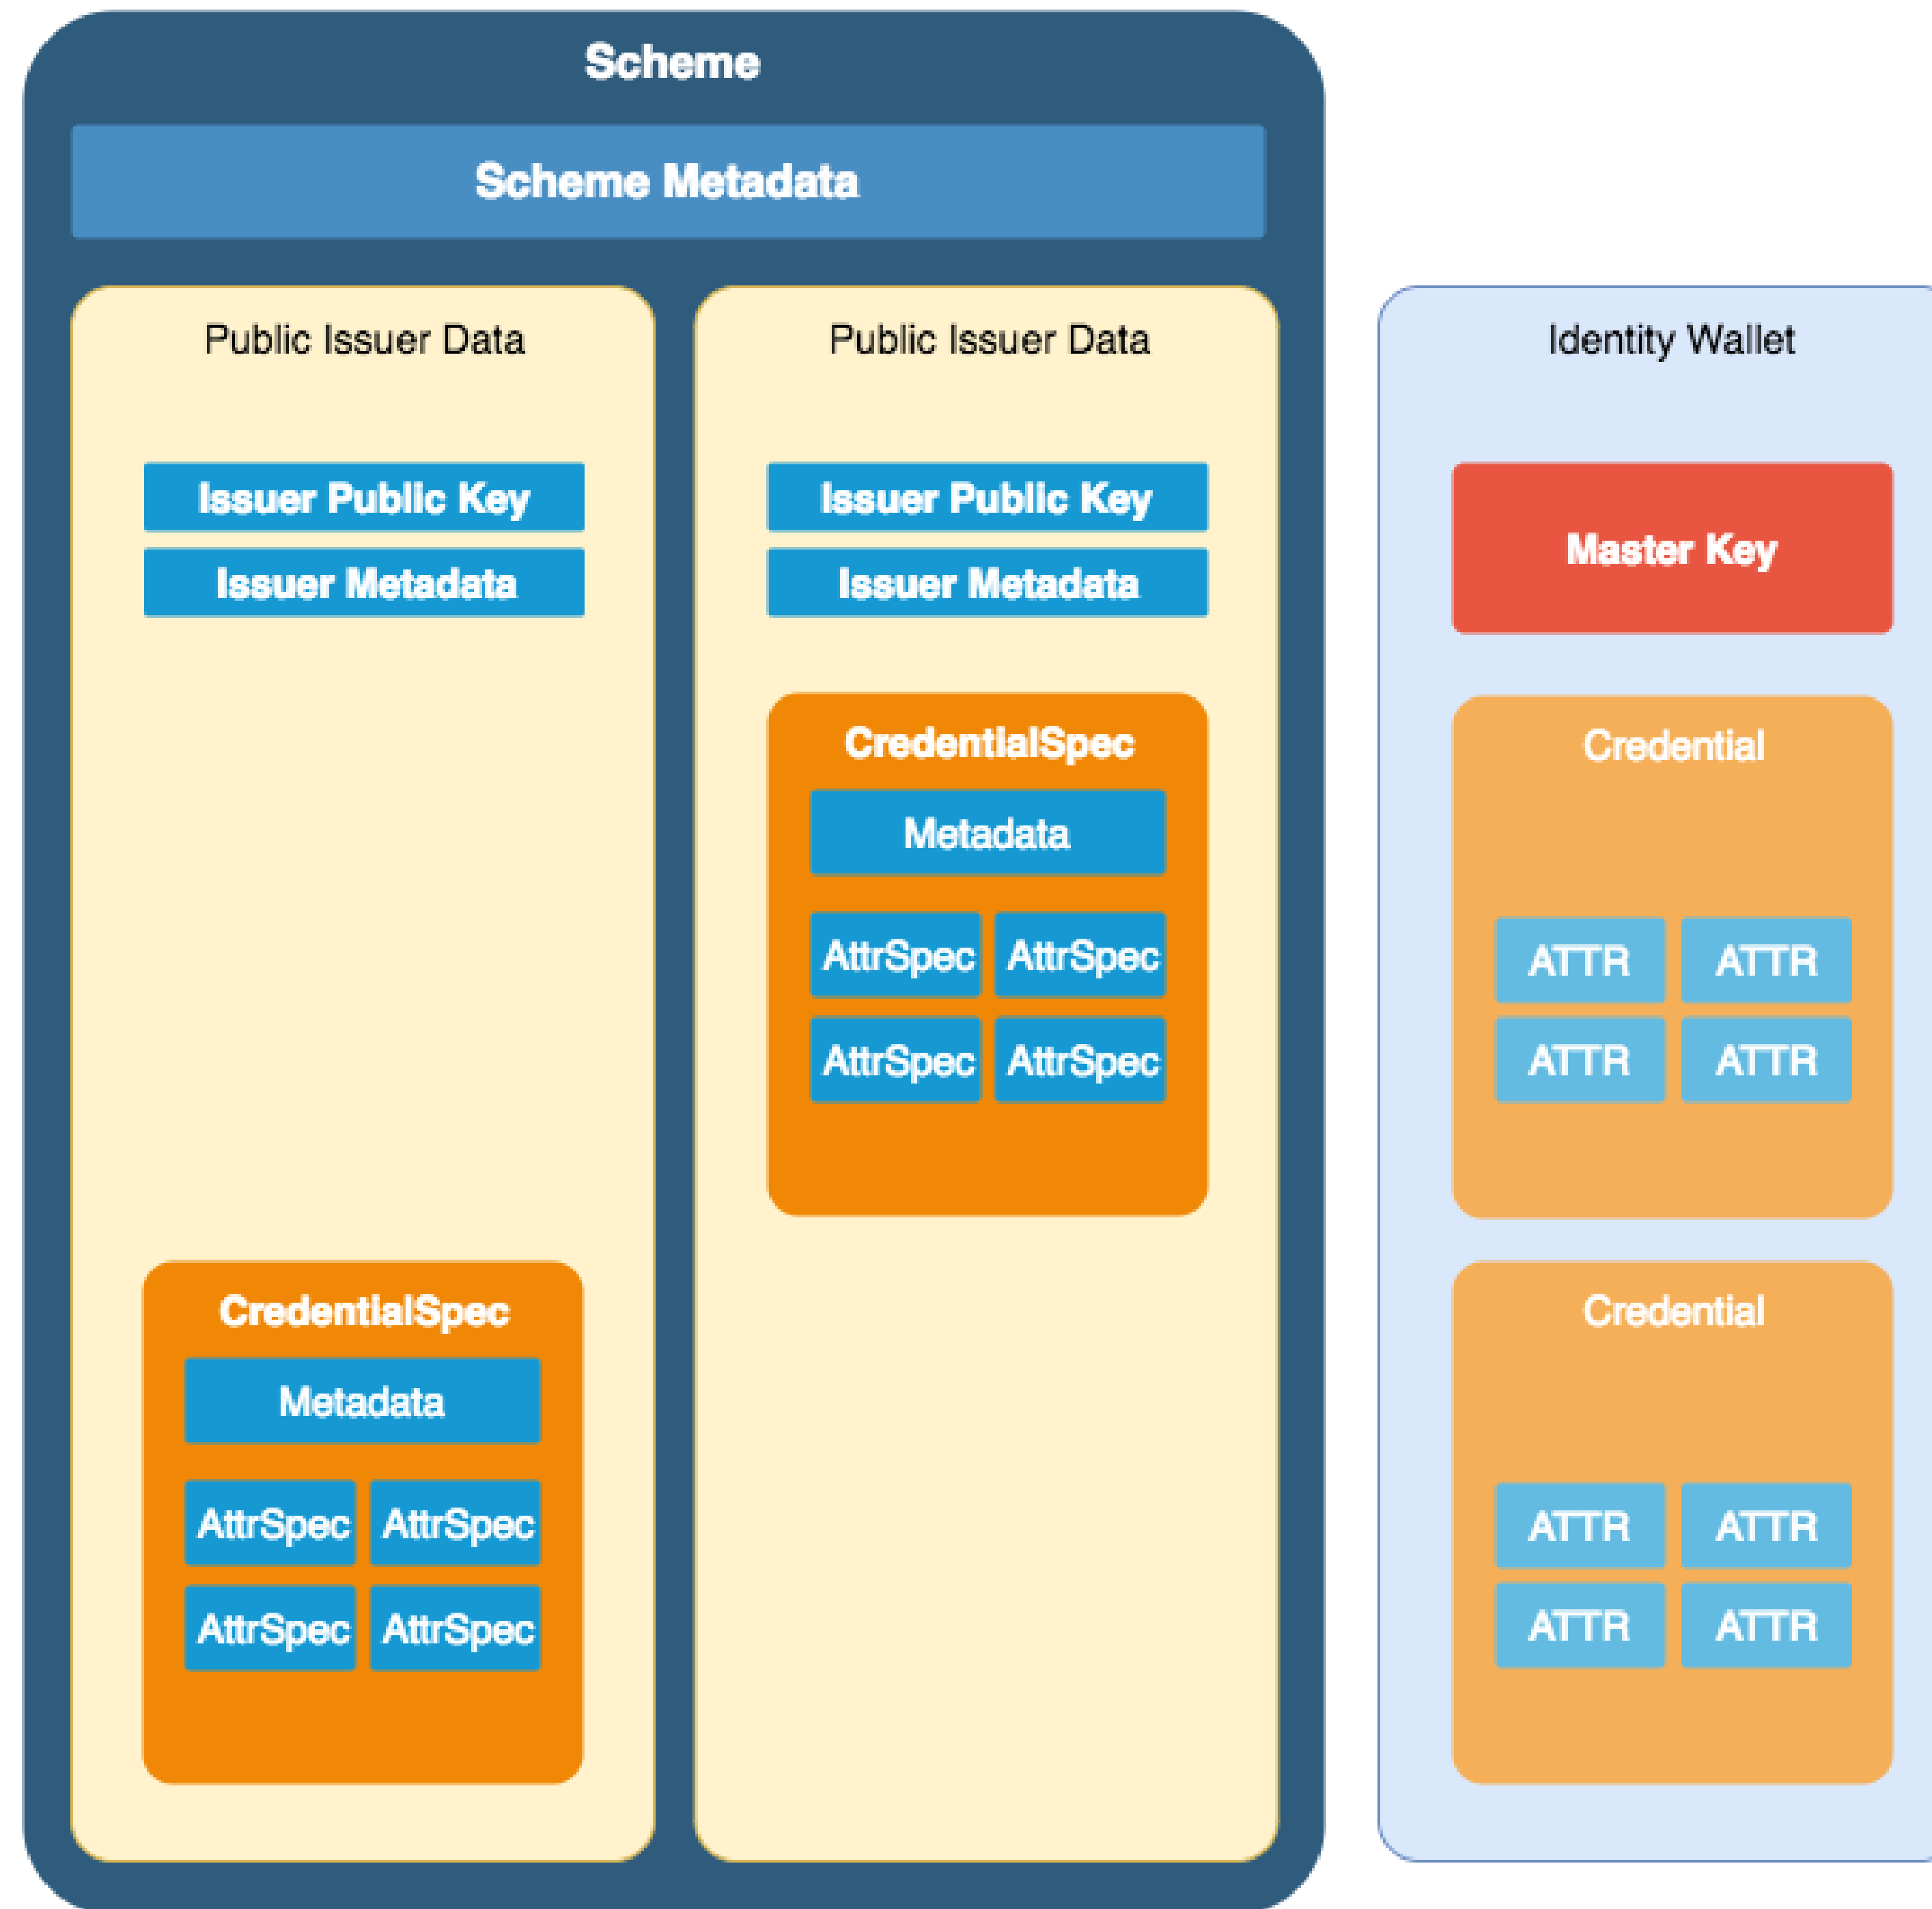 Scheme
Scheme Metadata
Public Issuer Data
Issuer Public Key
Issuer Metadata
CredentialSpec
Metadata
AttrSpec AttrSpec
AttrSpec AttrSpec
Public Issuer Data
Issuer Public Key
Issuer Metadata
CredentialSpec
Metadata
AttrSpec AttrSpec
AttrSpec AttrSpec
Identity Wallet
Master Key
Credential
ATTR ATTR
ATTR ATTR
Credential
ATTR ATTR
ATTR ATTR